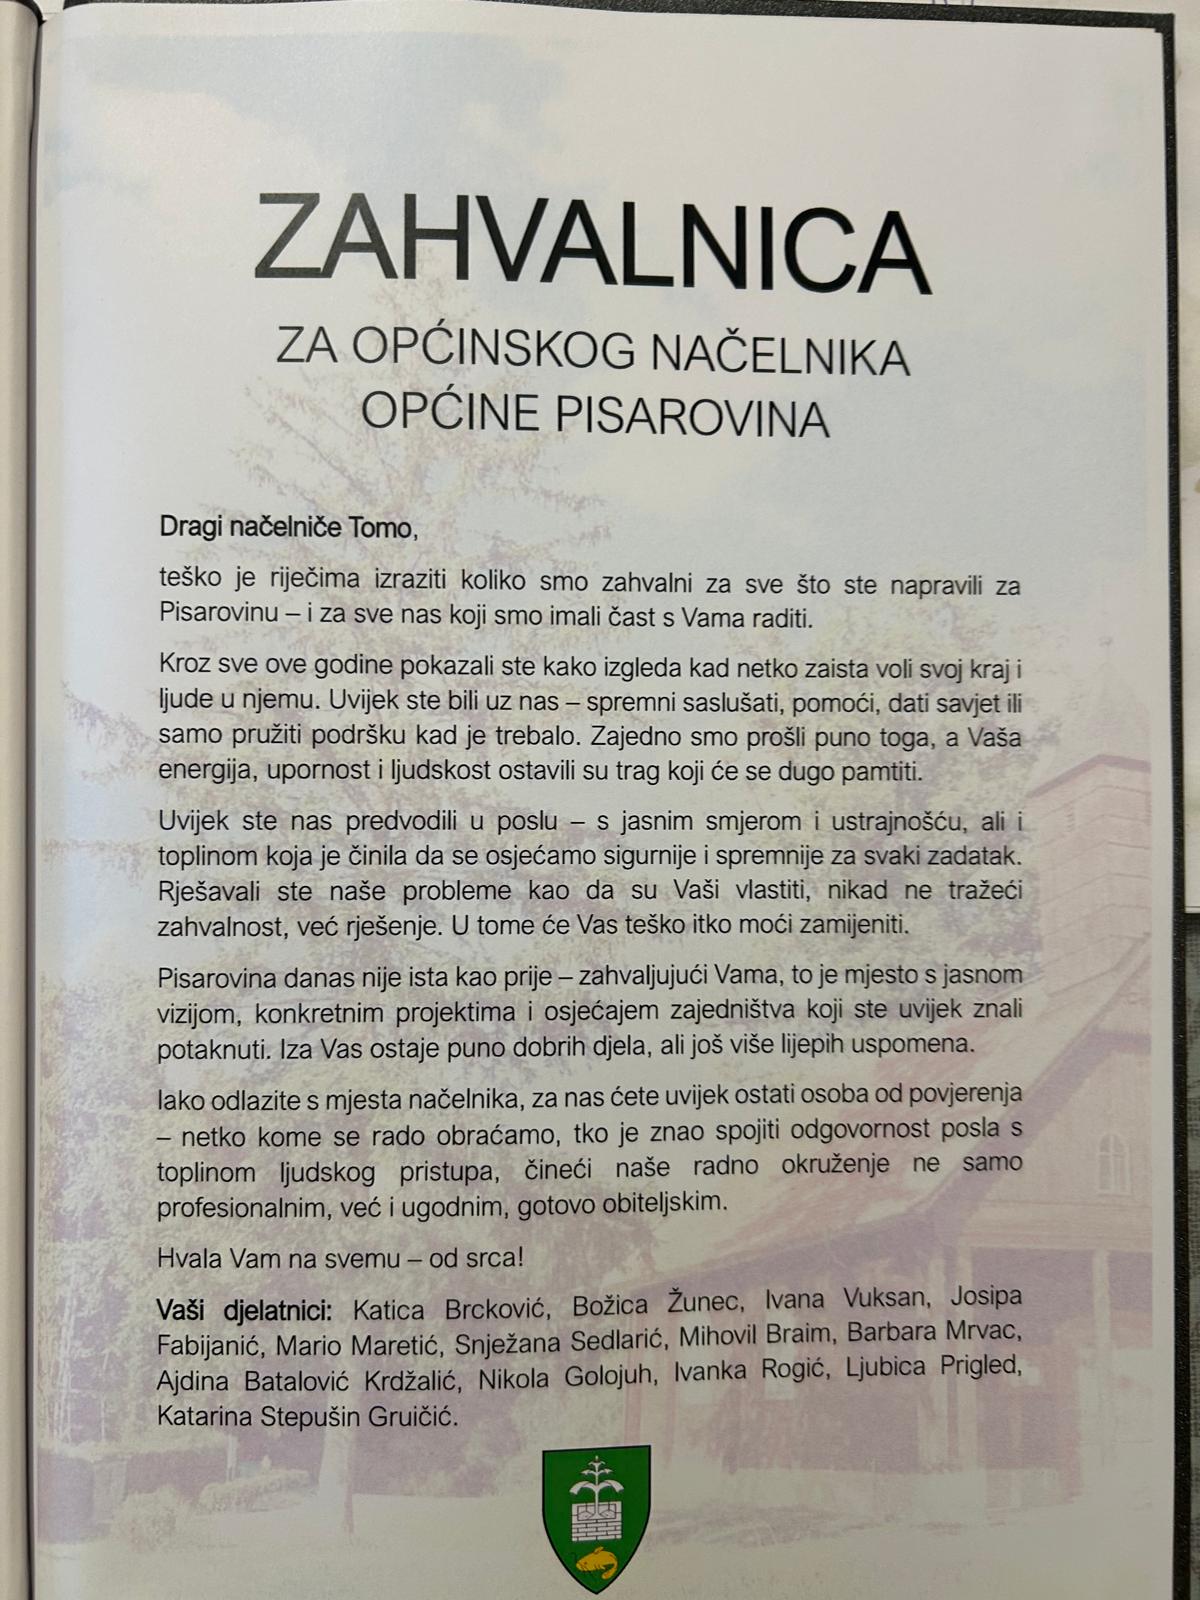 ZAHVALNICA
ZA OPĆINSKOG NAČELNIKA
OPĆINE PISAROVINA
Dragi načelniče Tomo,
teško je riječima izraziti koliko smo zahvalni za sve što ste napravili za
Pisarovinu – i za sve nas koji smo imali čast s Vama raditi.
Kroz sve ove godine pokazali ste kako izgleda kad netko zaista voli svoj kraj i
ljude u njemu. Uvijek ste bili uz nas – spremni saslušati, pomoći, dati savjet ili
samo pružiti podršku kad je trebalo. Zajedno smo prošli puno toga, a Vaša
energija, upornost i ljudskost ostavili su trag koji će se dugo pamtiti.
Uvijek ste nas predvodili u poslu – s jasnim smjerom i ustrajnošću, ali i
toplinom koja je činila da se osjećamo sigurnije i spremnije za svaki zadatak.
Rješavali ste naše probleme kao da su Vaši vlastiti, nikad ne tražeći
zahvalnost, već rješenje. U tome će Vas teško itko moći zamijeniti.
Pisarovina danas nije ista kao prije – zahvaljujući Vama, to je mjesto s jasnom
vizijom, konkretnim projektima i osjećajem zajedništva koji ste uvijek znali
potaknuti. Iza Vas ostaje puno dobrih djela, ali još više lijepih uspomena.
Iako odlazite s mjesta načelnika, za nas ćete uvijek ostati osoba od povjerenja
– netko kome se rado obraćamo, tko je znao spojiti odgovornost posla s
toplinom ljudskog pristupa, čineći naše radno okruženje ne samo
profesionalnim, već i ugodnim, gotovo obiteljskim.
Hvala Vam na svemu – od srca!
Vaši djelatnici: Katica Brcković, Božica Žunec, Ivana Vuksan, Josipa
Fabijanić, Mario Maretić, Snježana Sedlarić, Mihovil Braim, Barbara Mrvac,
Ajdina Batalović Krdžalić, Nikola Golojuh, Ivanka Rogić, Ljubica Prigled,
Katarina Stepušin Gruičić.